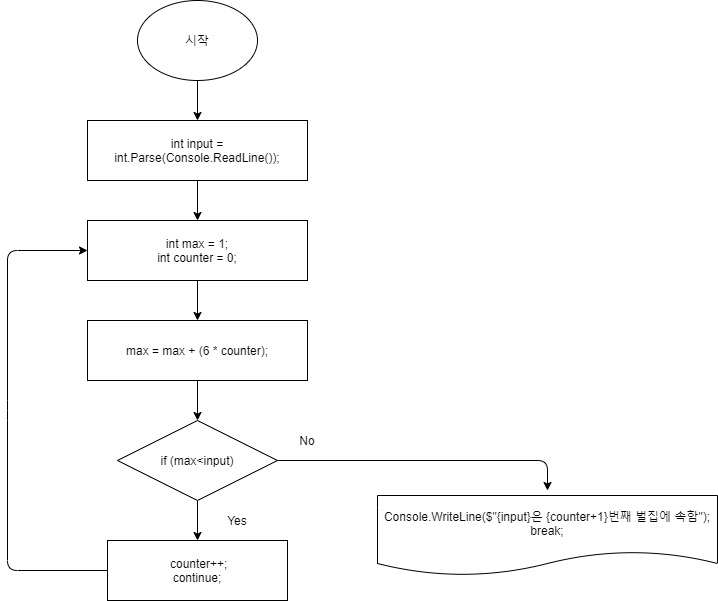 시작
int input =
int.Parse(Console.ReadLine());
int max = 1;
int counter = 0;
max = max + (6 * counter);
if (max<input)
No
Yes
Console.WriteLine($"{input}은 {counter+1}번째 벌집에 속함");
break;
counter++;
continue;